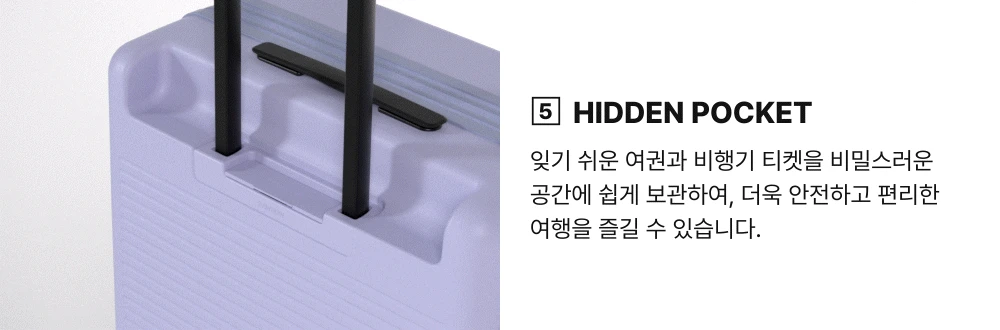 5 HIDDEN POCKET
잊기 쉬운 여권과 비행기 티켓을 비밀스러운
공간에 쉽게 보관하여, 더욱 안전하고 편리한
여행을 즐길 수 있습니다.